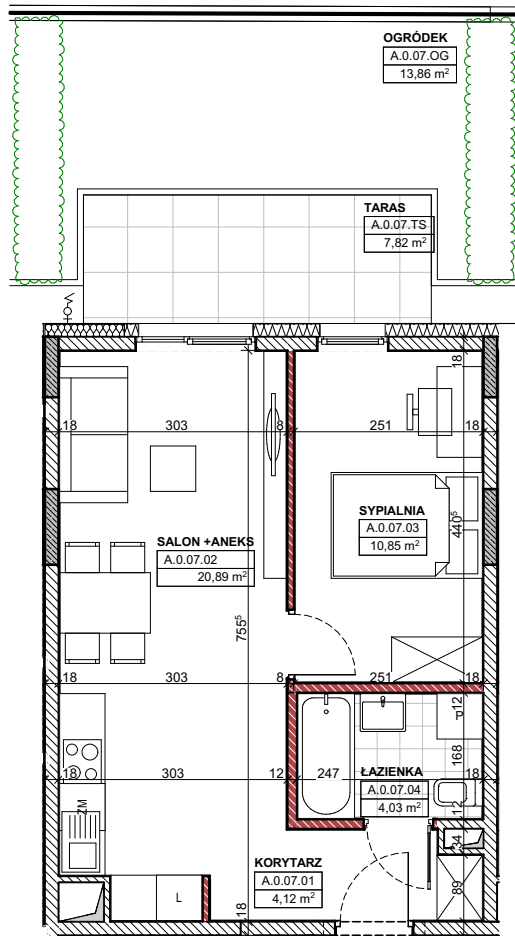 OGRÓDEK
A.0.07.OG
13,86 m²
TARAS
A.0.07.TS
7,82 m²
18
18 303 8 251 18
SYPIALNIA
A.0.07.03
10,85 m²
440⁵
SALON +ANEKS
A.0.07.02
20,89 m²
755⁵
18 303 8 251 18
12
P
168
18 303 12 247 18
ŁAZIENKA
A.0.07.04
4,03 m²
ZM
12
34
KORYTARZ
A.0.07.01
4,12 m²
L
89
18